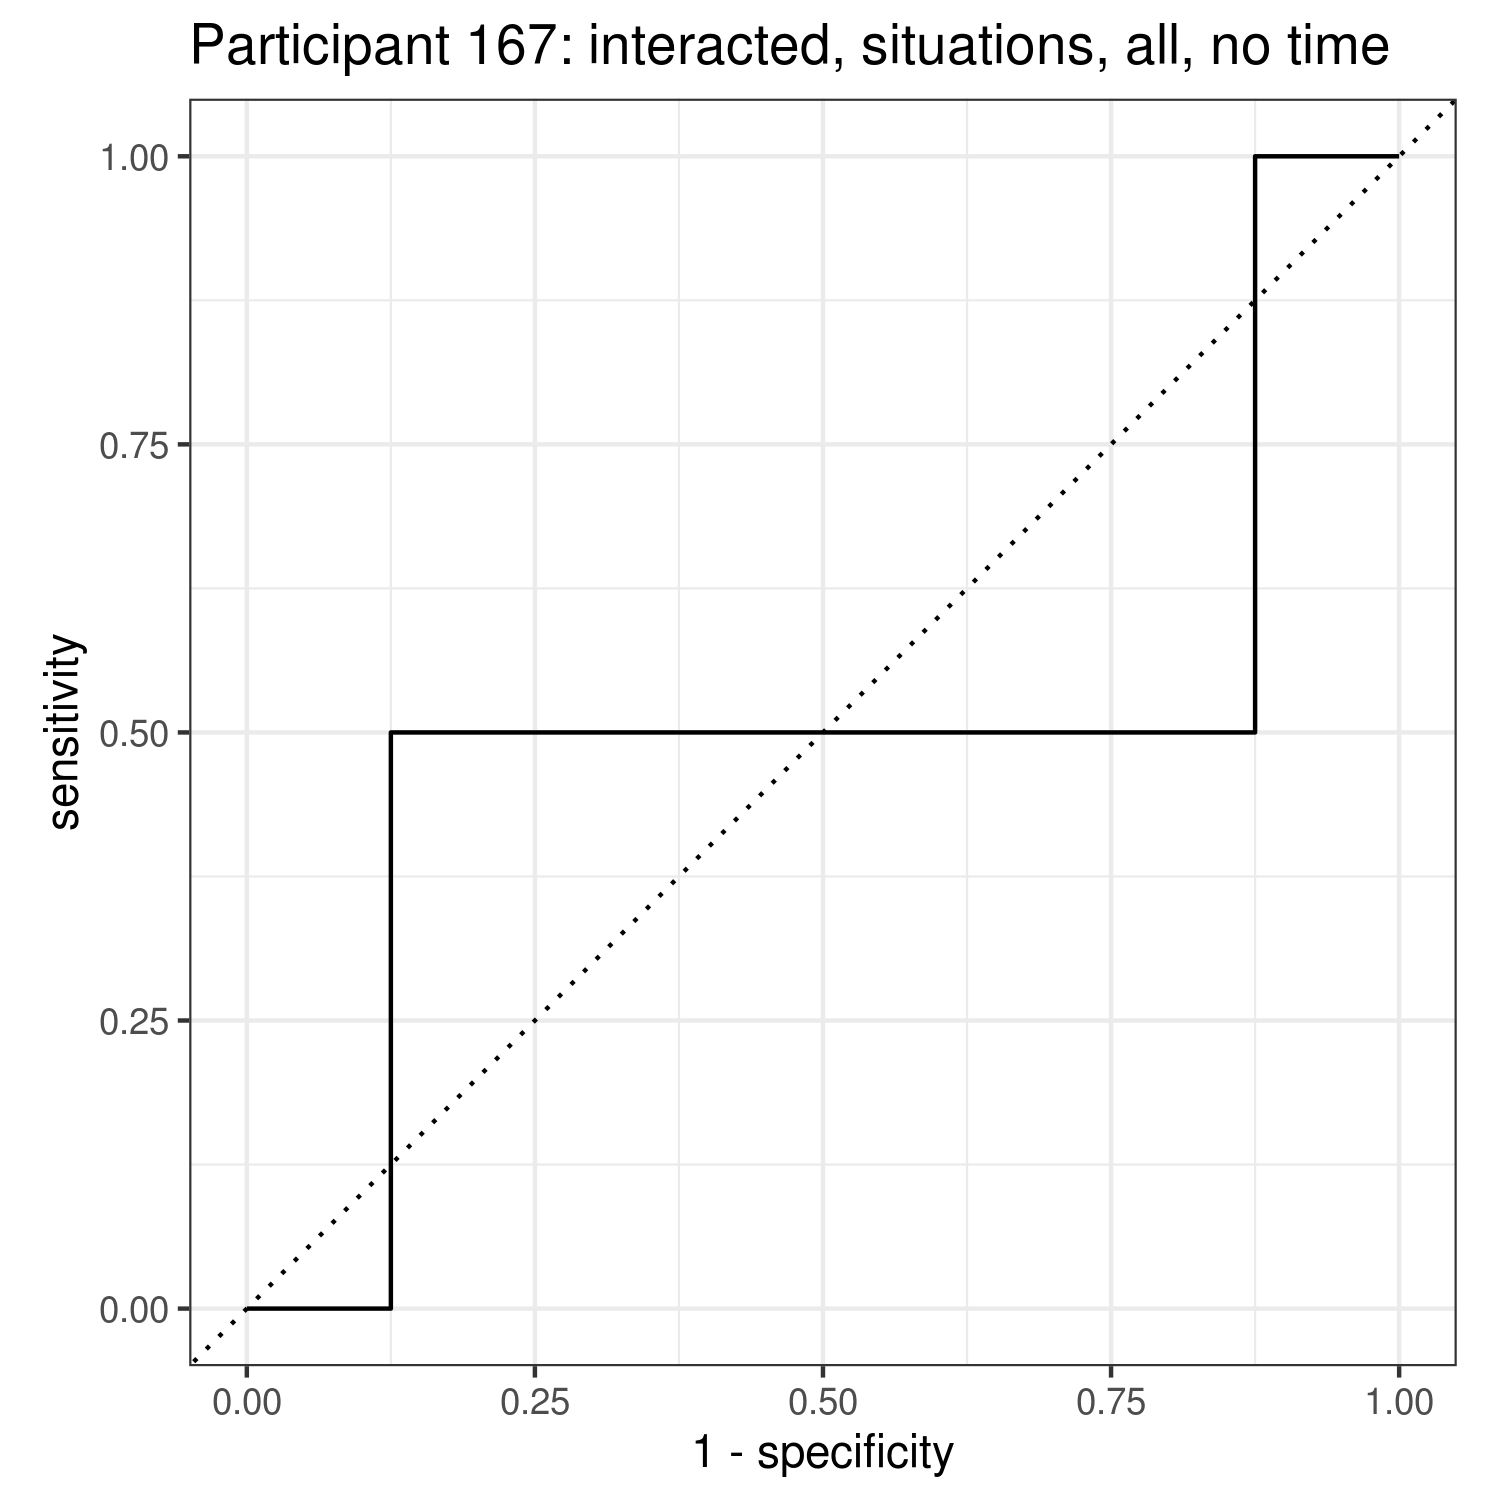 Participant 167: interacted, situations, all, no time
1.00
0.75
0.50
0.25
0.00
sensitivity
0.00 0.25 0.50 0.75 1.00
1 - specificity